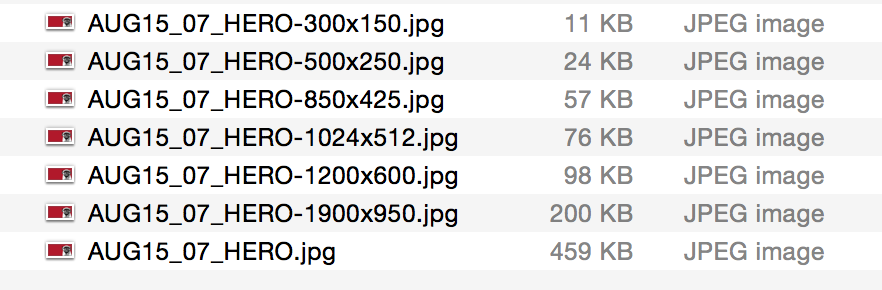 AUG15_07_HERO-300x150.jpg 11 KB JPEG image
AUG15_07_HERO-500x250.jpg 24 KB JPEG image
AUG15_07_HERO-850x425.jpg 57 KB JPEG image
AUG15_07_HERO-1024x512.jpg 76 KB JPEG image
AUG15_07_HERO-1200x600.jpg 98 KB JPEG image
AUG15_07_HERO-1900x950.jpg 200 KB JPEG image
AUG15_07_HERO.jpg 459 KB JPEG image